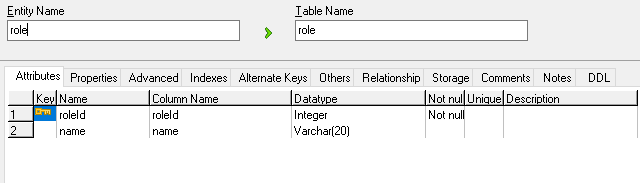 Entity Name Table Name
role role
Attributes Properties Advanced Indexes Alternate Keys Others Relationship Storage Comments Notes DDL
Key Name Column Name Datatype Not nul Unique Description
1 roleId roleId Integer Not null
2 name name Varchar(20)